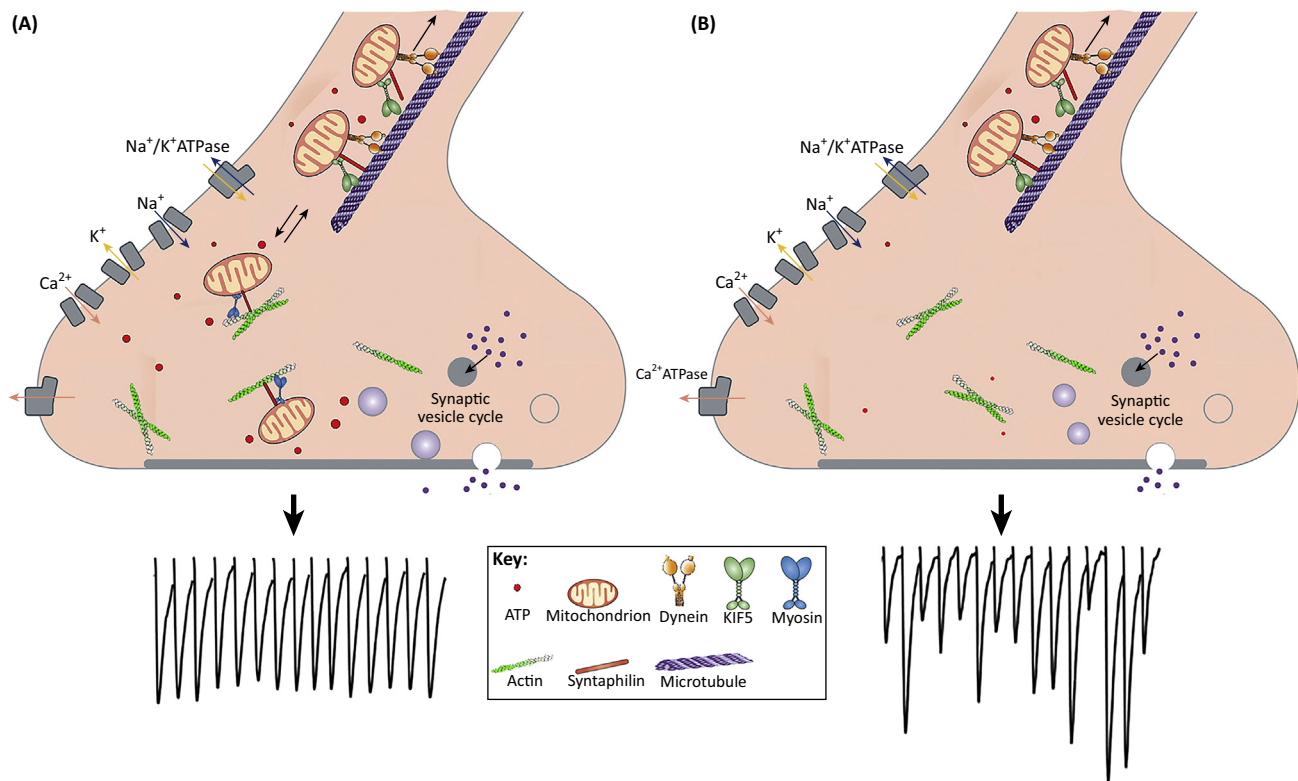 (A)
Na⁺/K⁺ATPase
Na⁺
K⁺
Ca²⁺
Synaptic
vesicle cycle
(B)
Na⁺/K⁺ATPase
Na⁺
K⁺
Ca²⁺
Ca²⁺ATPase
Synaptic
vesicle cycle
Key:
ATP Mitochondrion Dynein KIF5 Myosin
Actin Syntaphilin Microtubule